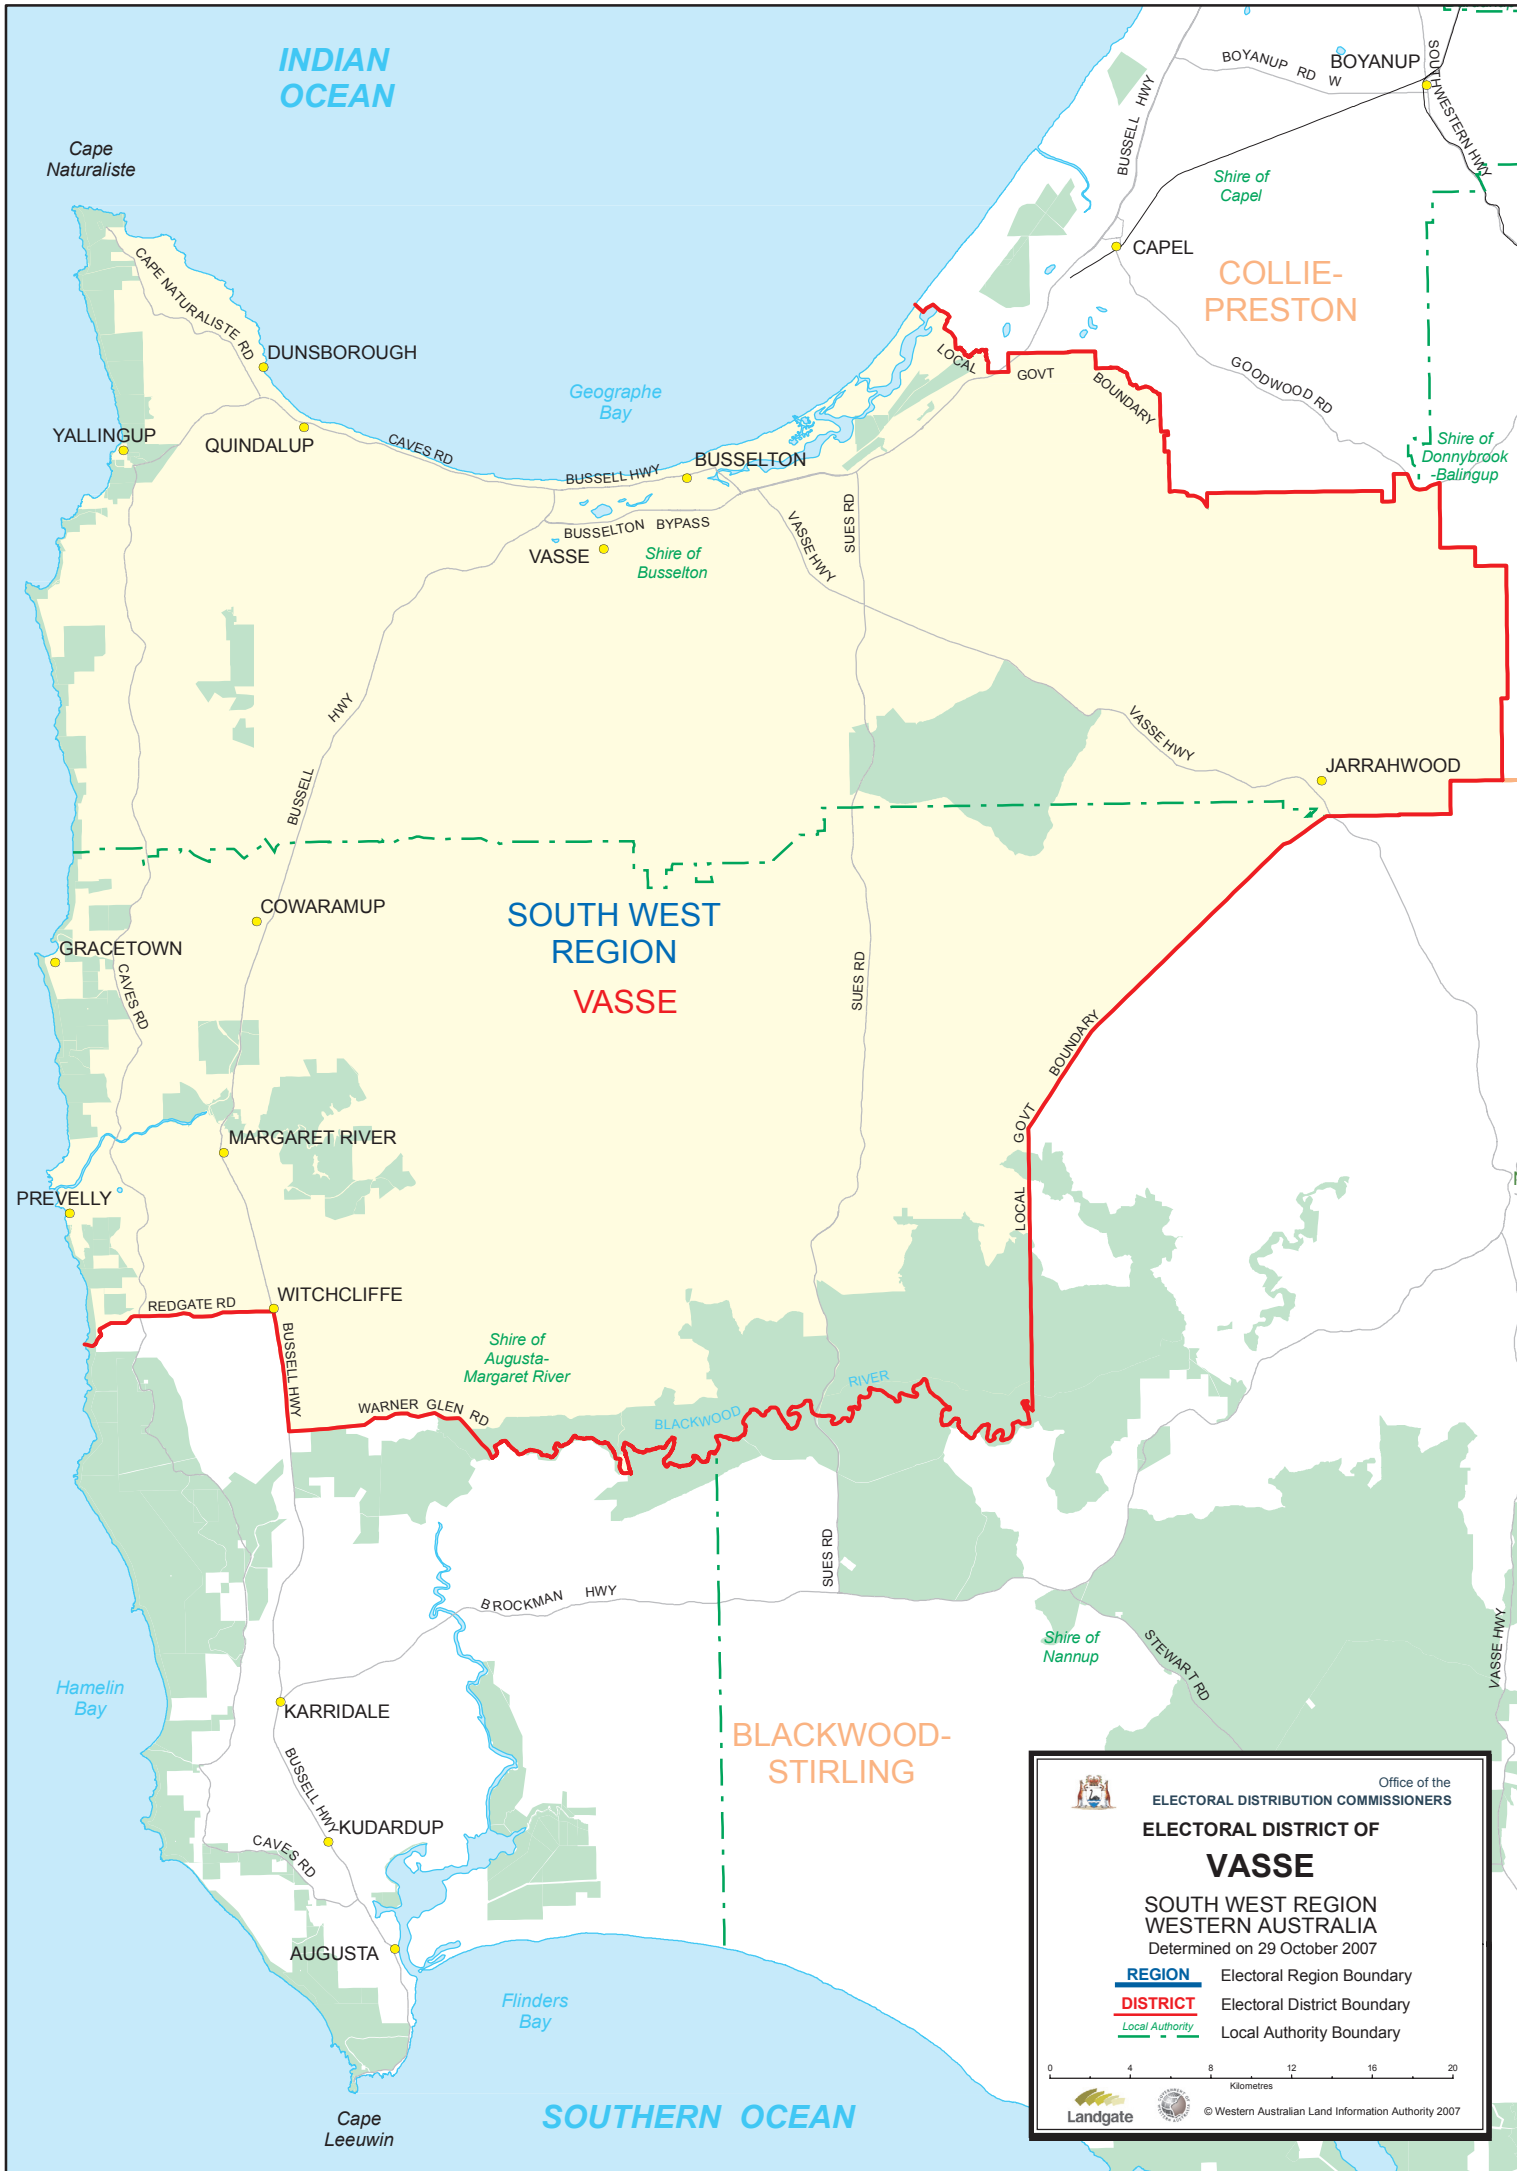 INDIAN
OCEAN
BOYANUP RD W
BOYANUP
SOUTHWESTERN HWY
BUSSELL HWY
Cape
Naturaliste
Shire of
Capel
CAPEL
COLLIE-
PRESTON
CAPE NATURALISTE RD
DUNSBOROUGH
LOCAL GOVT BOUNDARY
GOODWOOD RD
Geographe
Bay
YALLINGUP
QUINDALUP
CAVES RD
BUSSELL HWY
BUSSELTON
Shire of
Donnybrook
-Balingup
BUSSELTON BYPASS
VASSE
Shire of
Busselton
VASSE HWY
SUES RD
HWY
BUSSELL
VASSE HWY
JARRAHWOOD
COWARAMUP
SOUTH WEST
REGION
VASSE
GRACETOWN
CAVES RD
SUES RD
LOCAL GOVT BOUNDARY
MARGARET RIVER
PREVELLY
WITCHCLIFFE
REDGATE RD
BUSSELL HWY
Shire of
Augusta-
Margaret River
WARNER GLEN RD
BLACKWOOD RIVER
SUES RD
BROCKMAN HWY
Shire of
Nannup
STEWART RD
VASSE HWY
Hamelin
Bay
KARRIDALE
BLACKWOOD-
STIRLING
BUSSELL HWY
KUDARDUP
CAVES RD
AUGUSTA
Flinders
Bay
Cape
Leeuwin
SOUTHERN OCEAN
Office of the
ELECTORAL DISTRIBUTION COMMISSIONERS
ELECTORAL DISTRICT OF
VASSE
SOUTH WEST REGION
WESTERN AUSTRALIA
Determined on 29 October 2007
REGION Electoral Region Boundary
DISTRICT Electoral District Boundary
Local Authority Local Authority Boundary
0 4 8 12 16 20
Kilometres
Landgate
© Western Australian Land Information Authority 2007